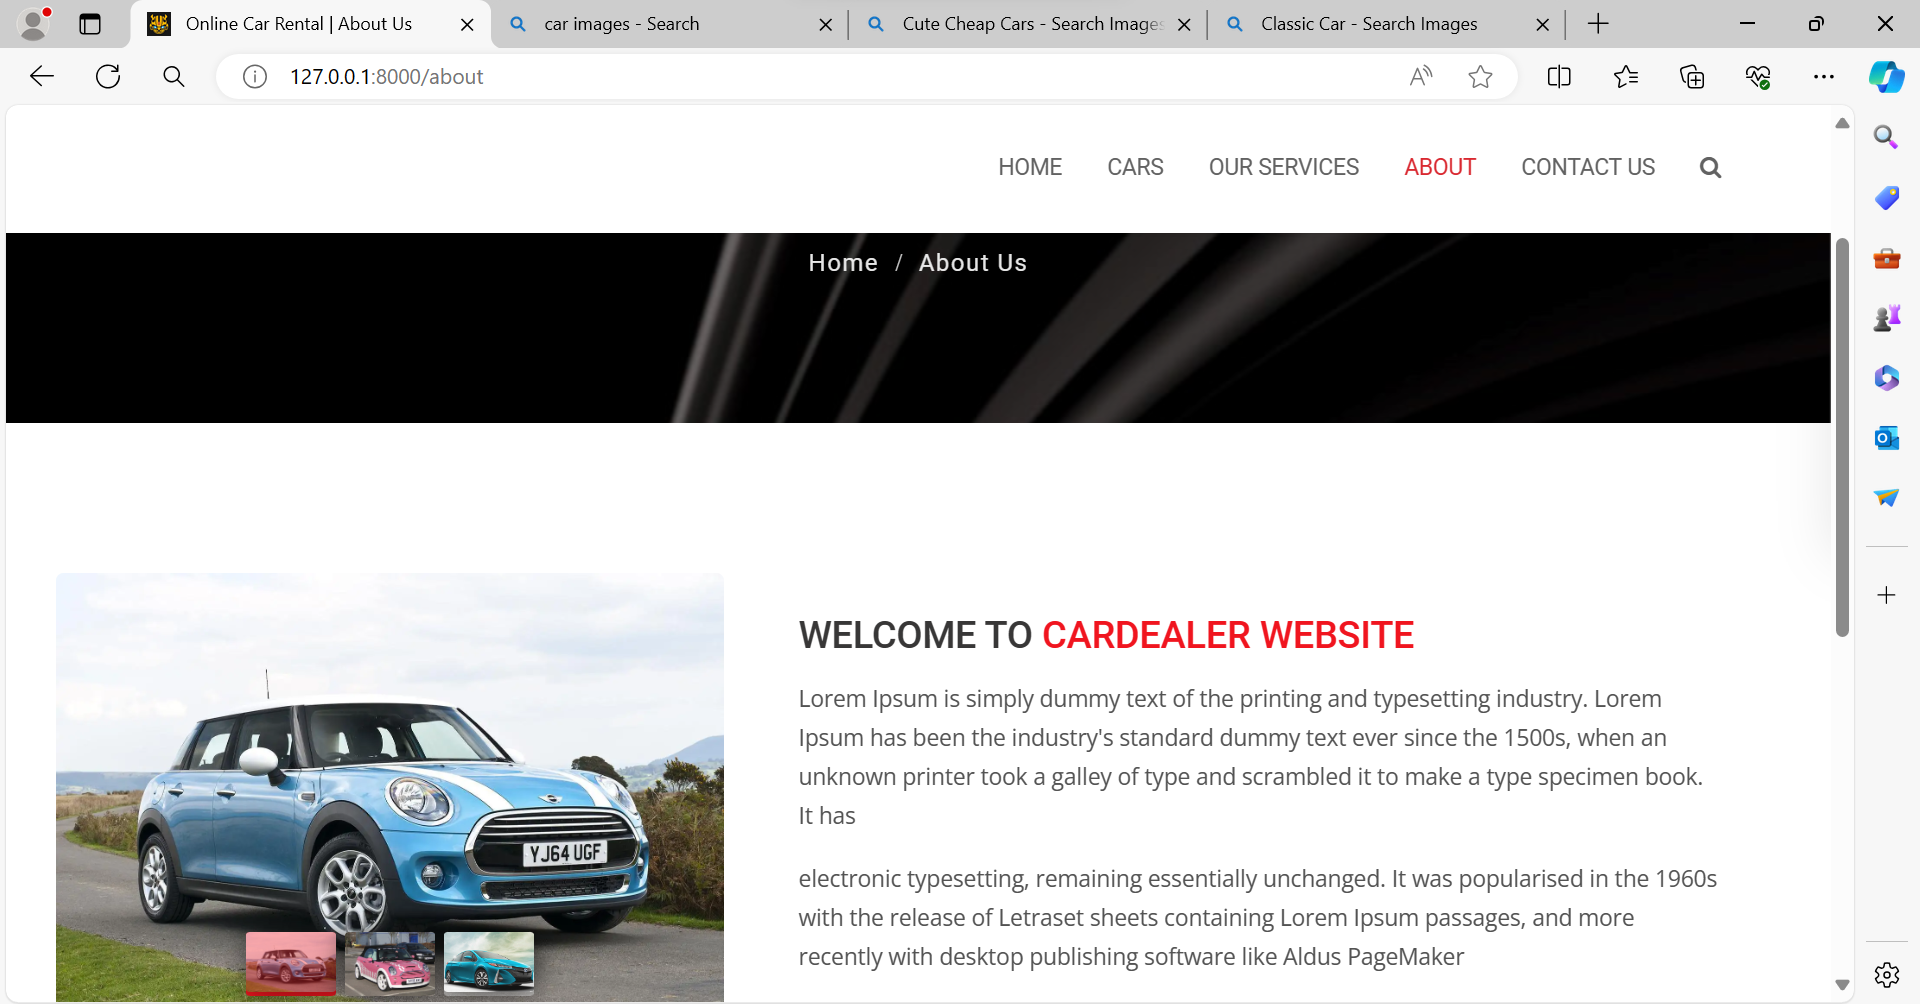 Online Car Rental | About Us
car images - Search
Cute Cheap Cars - Search Images
Classic Car - Search Images
127.0.0.1:8000/about
HOME CARS OUR SERVICES ABOUT CONTACT US
Home / About Us
WELCOME TO CARDEALER WEBSITE
Lorem Ipsum is simply dummy text of the printing and typesetting industry. Lorem
Ipsum has been the industry's standard dummy text ever since the 1500s, when an
unknown printer took a galley of type and scrambled it to make a type specimen book.
It has
electronic typesetting, remaining essentially unchanged. It was popularised in the 1960s
with the release of Letraset sheets containing Lorem Ipsum passages, and more
recently with desktop publishing software like Aldus PageMaker
YJ64 UGF